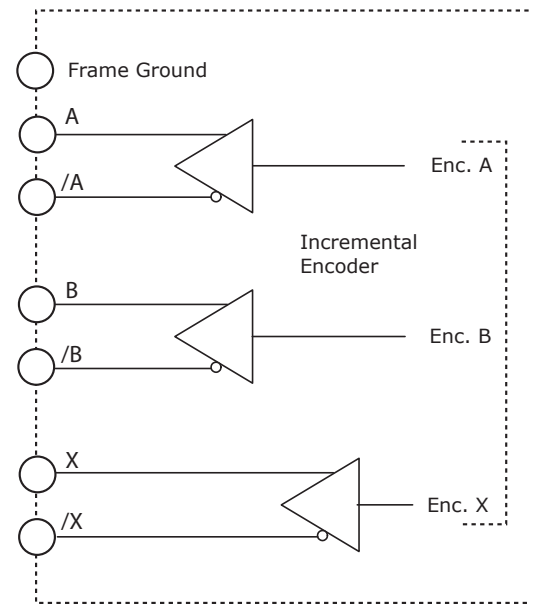 Frame Ground
A
/A
Enc. A
Incremental
Encoder
B
/B
Enc. B
X
/X
Enc. X